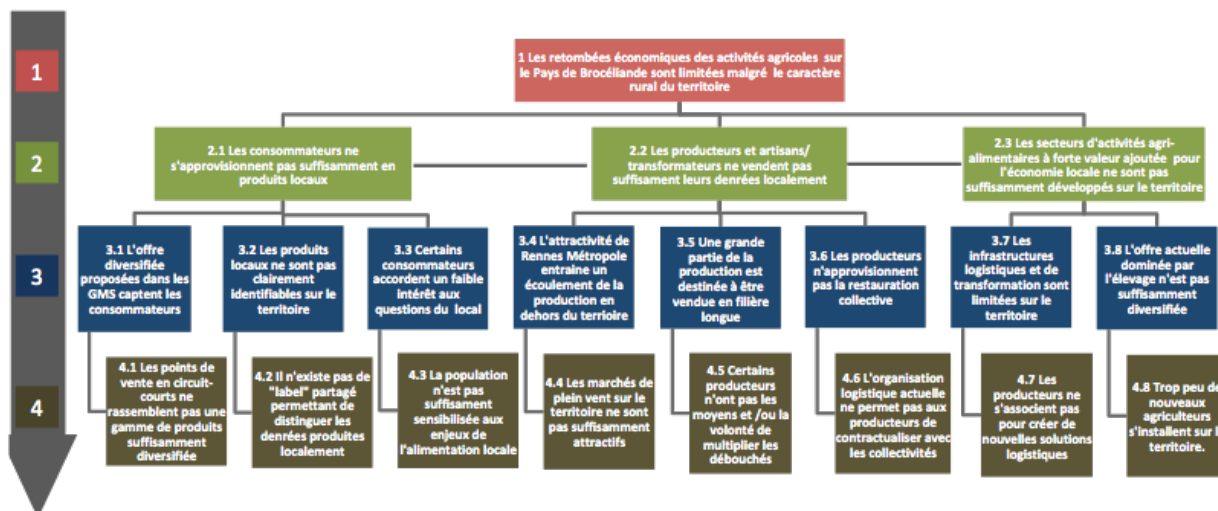 1
1 Les retombées économiques des activités agricoles sur
le Pays de Brocéliande sont limitées malgré le caractère
rural du territoire
2
2.1 Les consommateurs ne
s'approvisionnent pas suffisamment en
produits locaux
2.2 Les producteurs et artisans/
transformateurs ne vendent pas
suffisament leurs denrées localement
2.3 Les secteurs d'activités agri-
alimentaires à forte valeur ajoutée pour
l'économie locale ne sont pas
suffisamment développés sur le territoire
3
3.1 L'offre
diversifiée
proposées dans les
GMS captent les
consommateurs
3.2 Les produits
locaux ne sont pas
clairement
identifiables sur le
territoire
3.3 Certains
consommateurs
accordent un faible
intérêt aux
questions du local
3.4 L'attractivité de
Rennes Métropole
entraine un
écoulement de la
production en
dehors du terrioire
3.5 Une grande
partie de la
production est
destinée à être
vendue en filière
longue
3.6 Les producteurs
n'approvisionnent
pas la restauration
collective
3.7 Les
infrastructures
logistiques et de
transformation sont
limitées sur le
territoire
3.8 L'offre actuelle
dominée par
l'élevage n'est pas
suffisamment
diversifiée
4
4.1 Les points de
vente en circuit-
courts ne
rassemblent pas une
gamme de produits
suffisamment
diversifiée
4.2 Il n'existe pas de
"label" partagé
permettant de
distinguer les
denrées produites
localement
4.3 La population
n'est pas
suffisament
sensibilisée aux
enjeux de
l'alimentation locale
4.4 Les marchés de
plein vent sur le
territoire ne sont
pas suffisamment
attractifs
4.5 Certains
producteurs
n'ont pas les
moyens et /ou la
volonté de
multiplier les
débouchés
4.6 L'organisation
logistique actuelle
ne permet pas aux
producteurs de
contractualiser avec
les collectivités
4.7 Les
producteurs ne
s'associent pas
pour créer de
nouvelles solutions
logistiques
4.8 Trop peu de
nouveaux
agriculteurs
s'installent sur l
territoire.